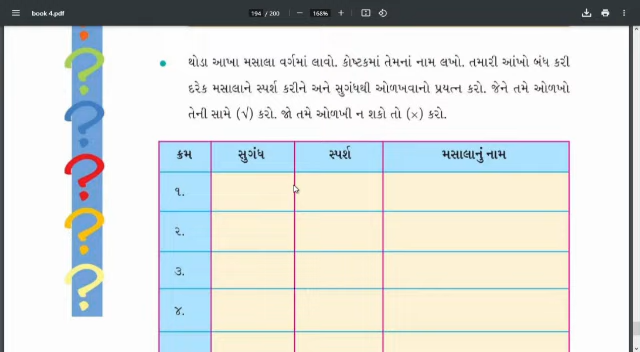 book 4.pdf
194 / 200
168%
થોડા આખા મસાલા વર્ગમાં લાવો. કોષ્ટકમાં તેમનાં નામ લખો. તમારી આંખો બંધ કરી
દરેક મસાલાને સ્પર્શ કરીને અને સુગંધથી ઓળખવાનો પ્રયત્ન કરો. જેને તમે ઓળખો
તેની સામે (√) કરો. જો તમે ઓળખી ન શકો તો (×) કરો.
ક્રમ સુગંધ સ્પર્શ મસાલાનું નામ
૧.
૨.
૩.
૪.